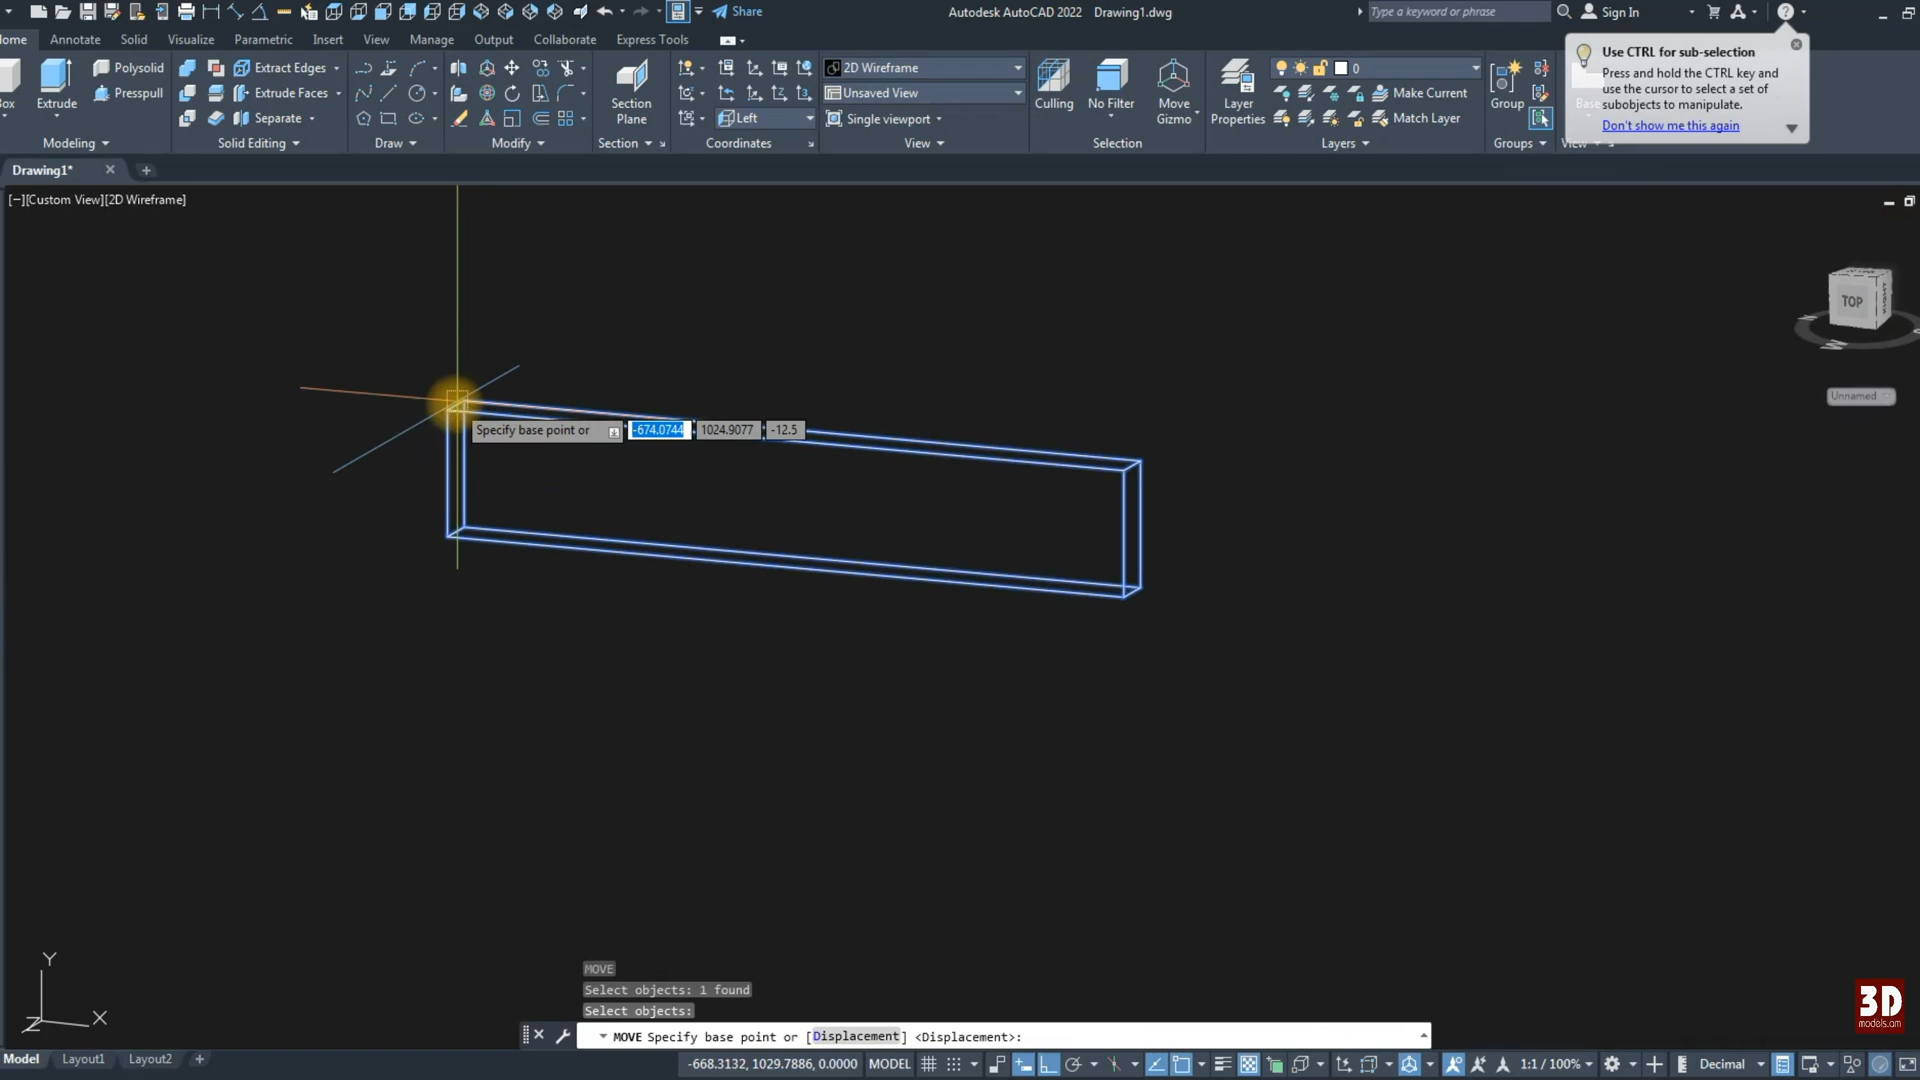 Share
Autodesk AutoCAD 2022 Drawing1.dwg
Type a keyword or phrase
Sign In
Home Annotate Solid Visualize Parametric Insert View Manage Output Collaborate Express Tools
Use CTRL for sub-selection
Press and hold the CTRL key and
use the cursor to select a set of
subobjects to manipulate.
Don't show me this again
Box
Extrude
Polysolid
Presspull
Modeling
Extract Edges
Extrude Faces
Separate
Solid Editing
Draw
Modify
Section
Plane
Section
Left
Coordinates
2D Wireframe
Unsaved View
Single viewport
View
Culling
No Filter
Move
Gizmo
Selection
Layer
Properties
0
Make Current
Match Layer
Layers
Group
Groups
Base
View
Drawing1*
[−][Custom View][2D Wireframe]
TOP
RIGHT
Unnamed
Specify base point or
-674.0744 1024.9077 -12.5
Y
Z
X
MOVE
Select objects: 1 found
Select objects:
MOVE Specify base point or [Displacement] <Displacement>:
3D
models.am
Model Layout1 Layout2
-668.3132, 1029.7886, 0.0000 MODEL
1:1 / 100%
Decimal